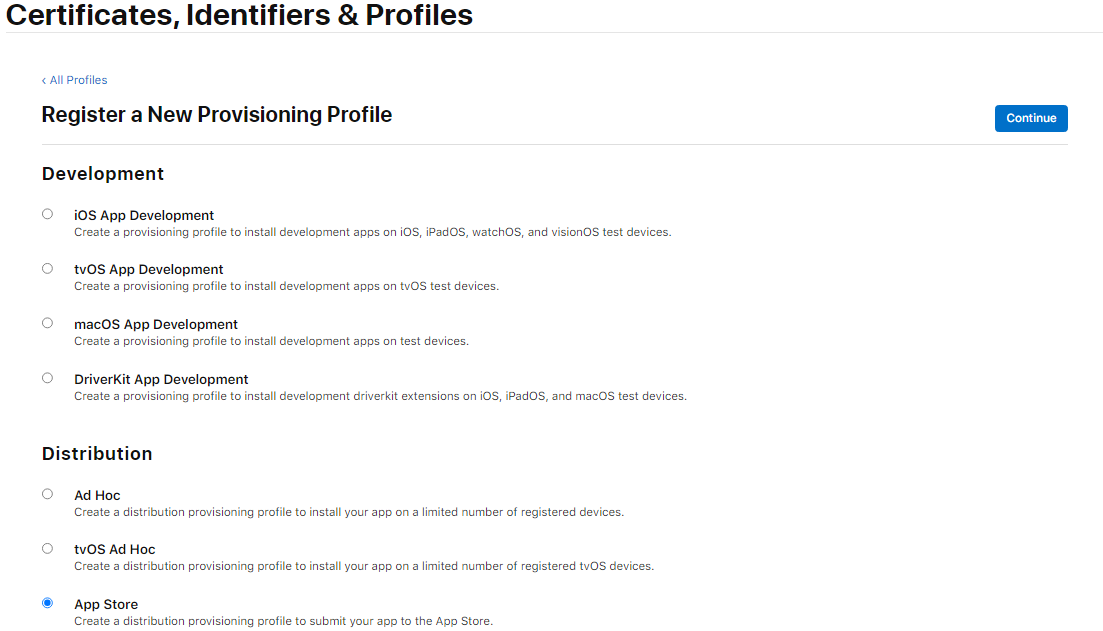 Certificates, Identifiers & Profiles
‹ All Profiles
Register a New Provisioning Profile
Continue
Development
iOS App Development
Create a provisioning profile to install development apps on iOS, iPadOS, watchOS, and visionOS test devices.
tvOS App Development
Create a provisioning profile to install development apps on tvOS test devices.
macOS App Development
Create a provisioning profile to install development apps on test devices.
DriverKit App Development
Create a provisioning profile to install development driverkit extensions on iOS, iPadOS, and macOS test devices.
Distribution
Ad Hoc
Create a distribution provisioning profile to install your app on a limited number of registered devices.
tvOS Ad Hoc
Create a distribution provisioning profile to install your app on a limited number of registered tvOS devices.
App Store
Create a distribution provisioning profile to submit your app to the App Store.